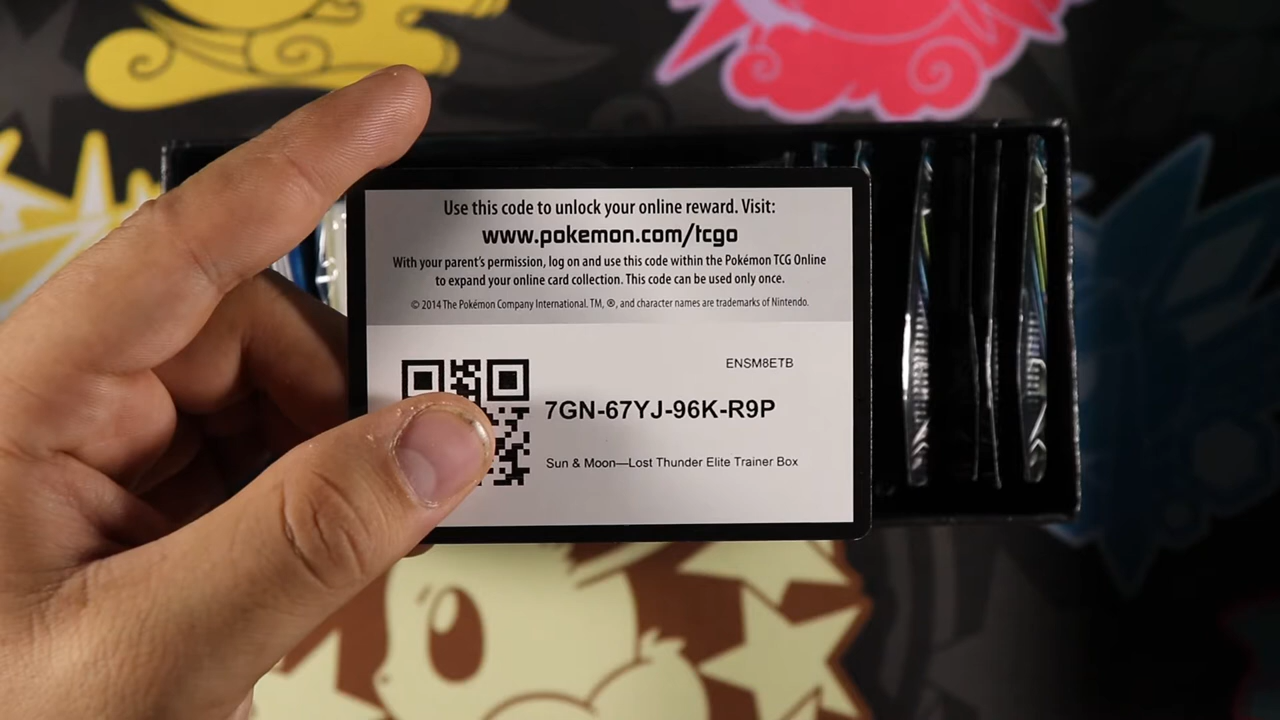 Use this code to unlock your online reward. Visit:
www.pokemon.com/tcgo
With your parent's permission, log on and use this code within the Pokémon TCG Online
to expand your online card collection. This code can be used only once.
© 2014 The Pokémon Company International. TM, ®, and character names are trademarks of Nintendo.
ENSM8ETB
7GN-67YJ-96K-R9P
Sun & Moon—Lost Thunder Elite Trainer Box